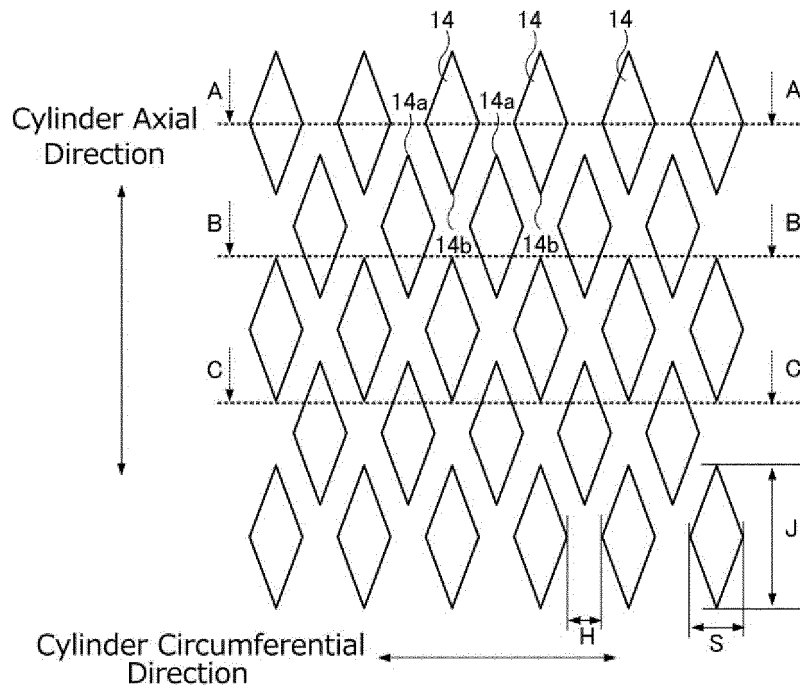 14 14 14
A A
14a 14a
Cylinder Axial
Direction
B B
14b 14b
C C
J
H S
Cylinder Circumferential
Direction